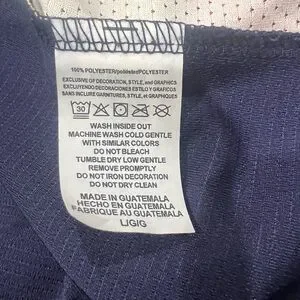 100% POLYESTER/poliéster/POLYESTER
EXCLUSIVE OF DECORATION, STYLE, and GRAPHICS
EXCLUYENDO DECORACIONES ESTILO Y GRAFICOS
SANS INCLURE GARNITURES, STYLE, et GRAPHIQUES
30
WASH INSIDE OUT
MACHINE WASH COLD GENTLE
WITH SIMILAR COLORS
DO NOT BLEACH
TUMBLE DRY LOW GENTLE
REMOVE PROMPTLY
DO NOT IRON DECORATION
DO NOT DRY CLEAN
MADE IN GUATEMALA
HECHO EN GUATEMALA
FABRIQUE AU GUATEMALA
L/G/G